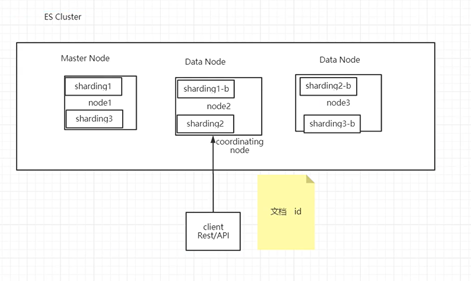 ES Cluster
Master Node
Data Node
Data Node
sharding1
node1
sharding3
sharding1-b
node2
sharding2
sharding2-b
node3
sharding3-b
coordinating
node
client
Rest/API
文档 id